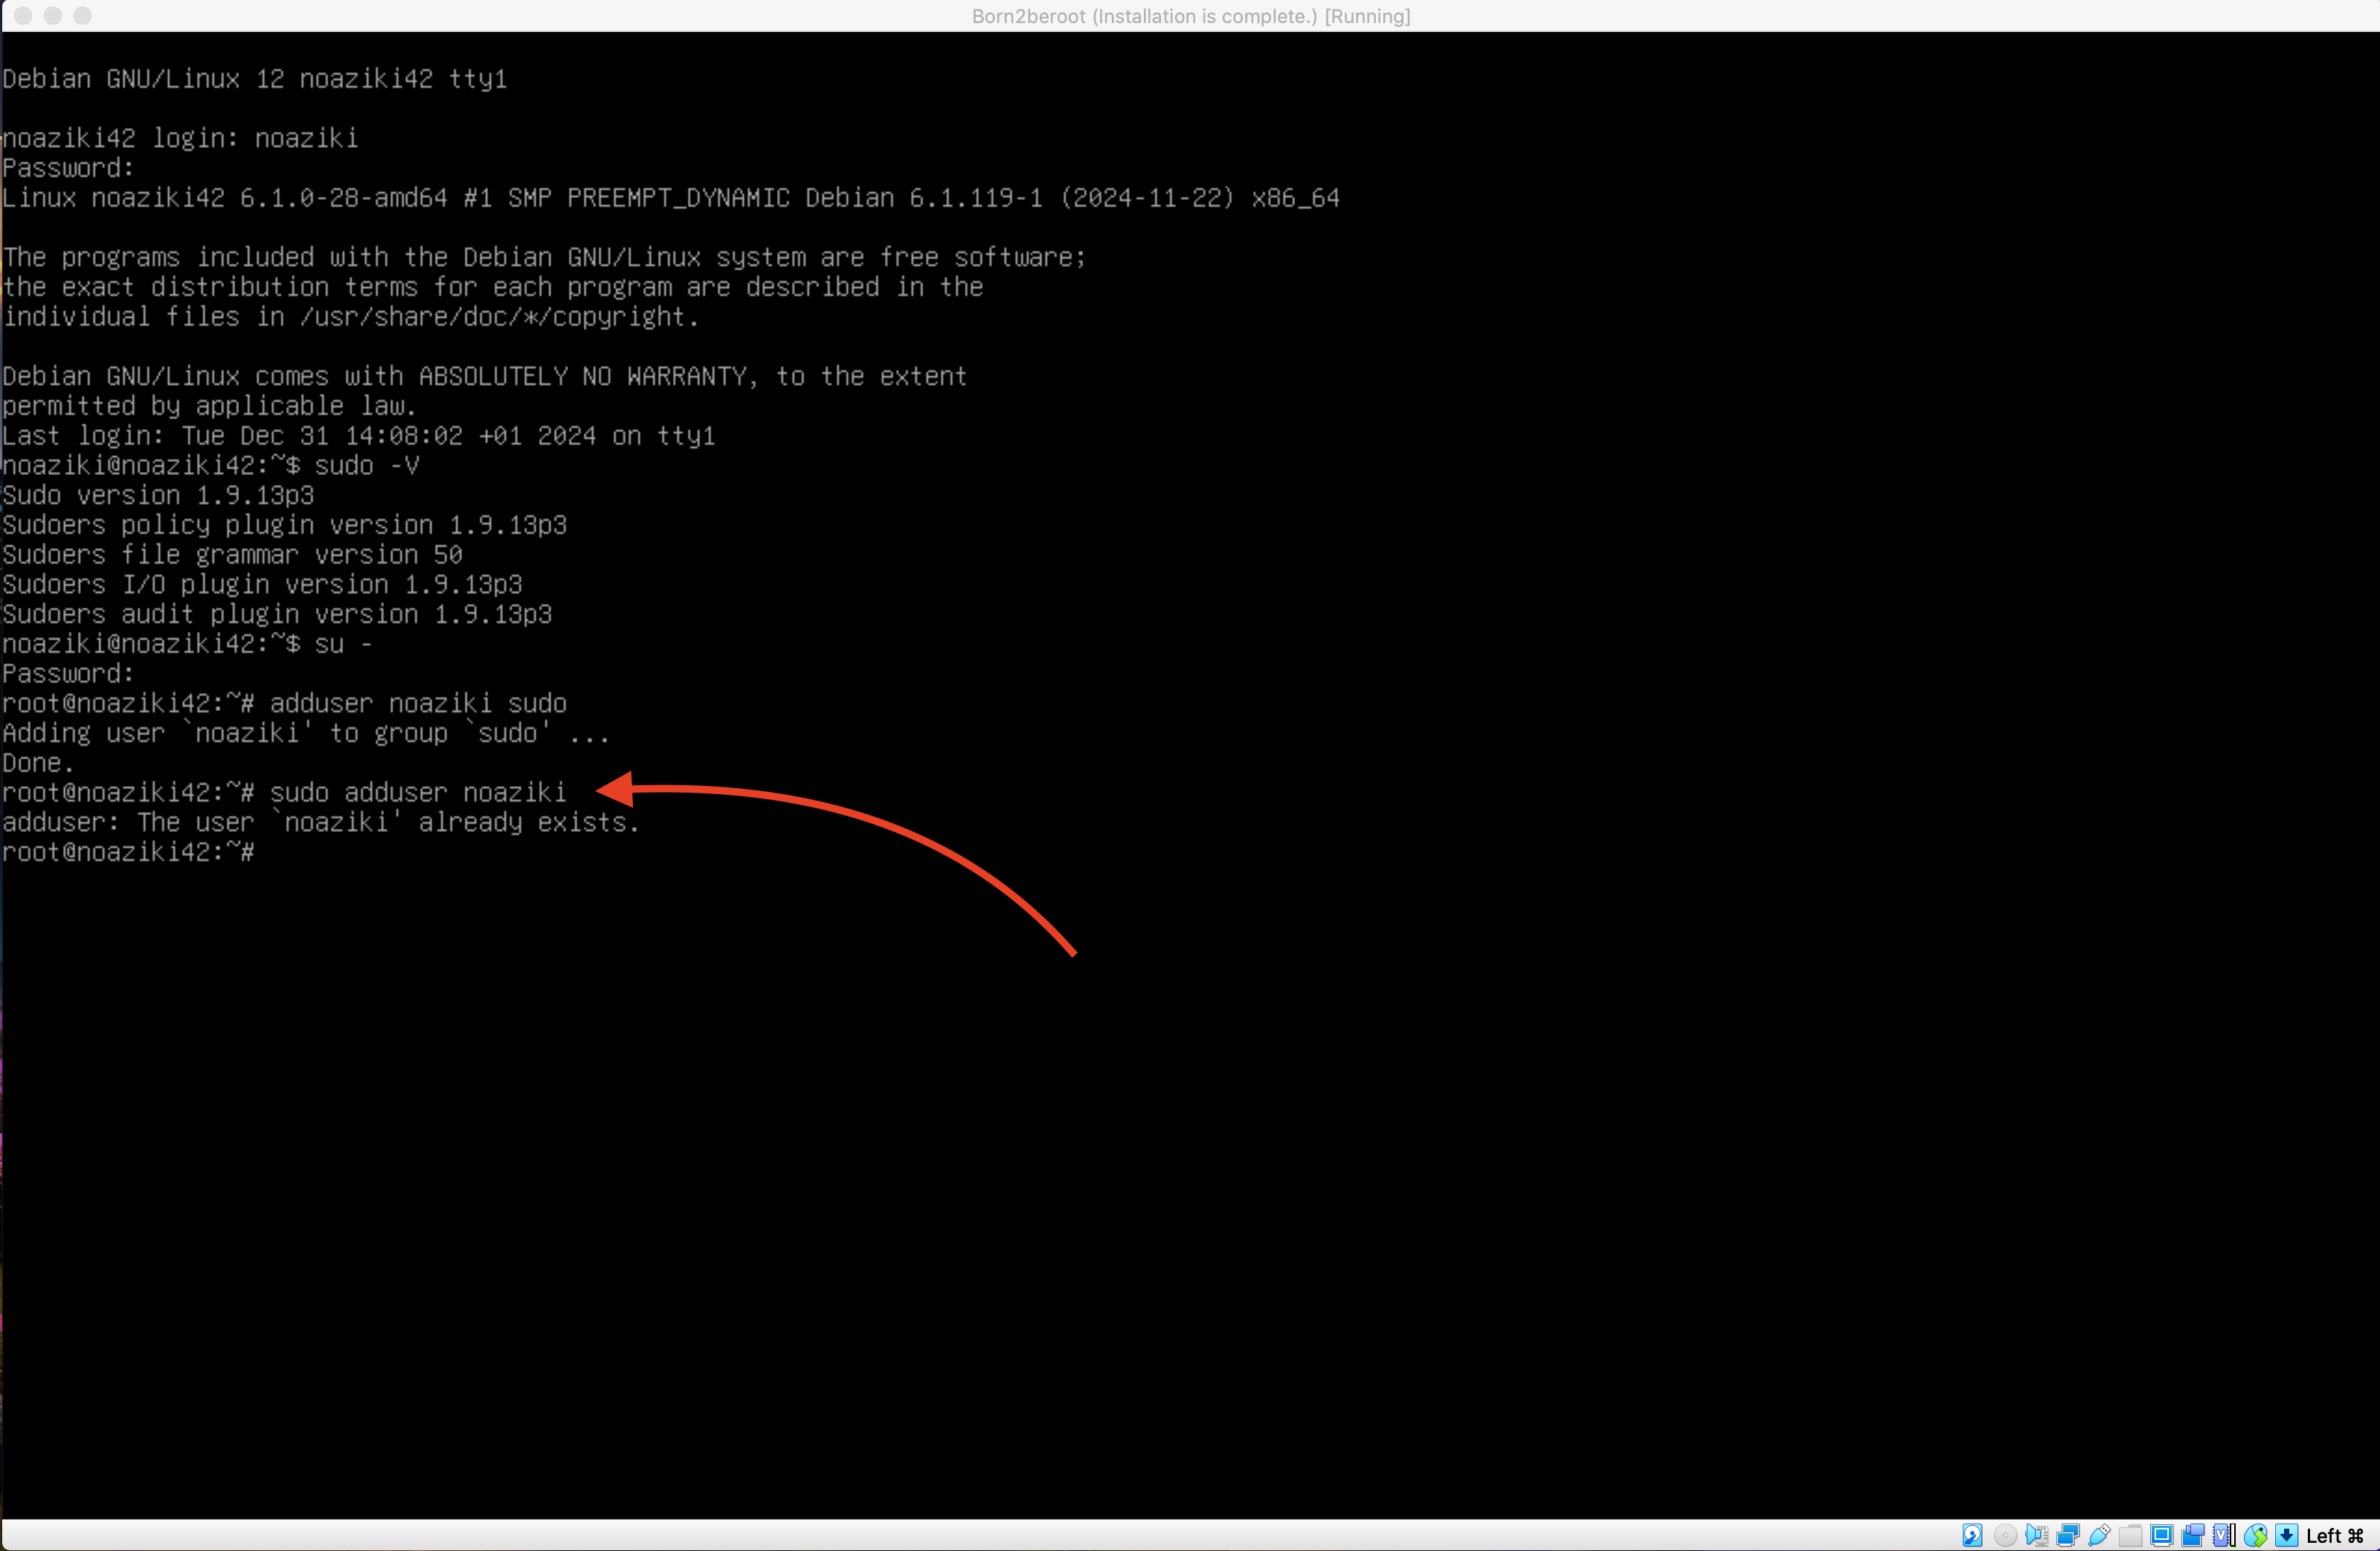 Born2beroot (Installation is complete.) [Running]
Debian GNU/Linux 12 noaziki42 tty1
noaziki42 login: noaziki
Password:
Linux noaziki42 6.1.0-28-amd64 #1 SMP PREEMPT_DYNAMIC Debian 6.1.119-1 (2024-11-22) x86_64
The programs included with the Debian GNU/Linux system are free software;
the exact distribution terms for each program are described in the
individual files in /usr/share/doc/*/copyright.
Debian GNU/Linux comes with ABSOLUTELY NO WARRANTY, to the extent
permitted by applicable law.
Last login: Tue Dec 31 14:08:02 +01 2024 on tty1
noaziki@noaziki42:~$ sudo -V
Sudo version 1.9.13p3
Sudoers policy plugin version 1.9.13p3
Sudoers file grammar version 50
Sudoers I/O plugin version 1.9.13p3
Sudoers audit plugin version 1.9.13p3
noaziki@noaziki42:~$ su -
Password:
root@noaziki42:~# adduser noaziki sudo
Adding user `noaziki' to group `sudo' ...
Done.
root@noaziki42:~# sudo adduser noaziki
adduser: The user `noaziki' already exists.
root@noaziki42:~#
Left ⌘